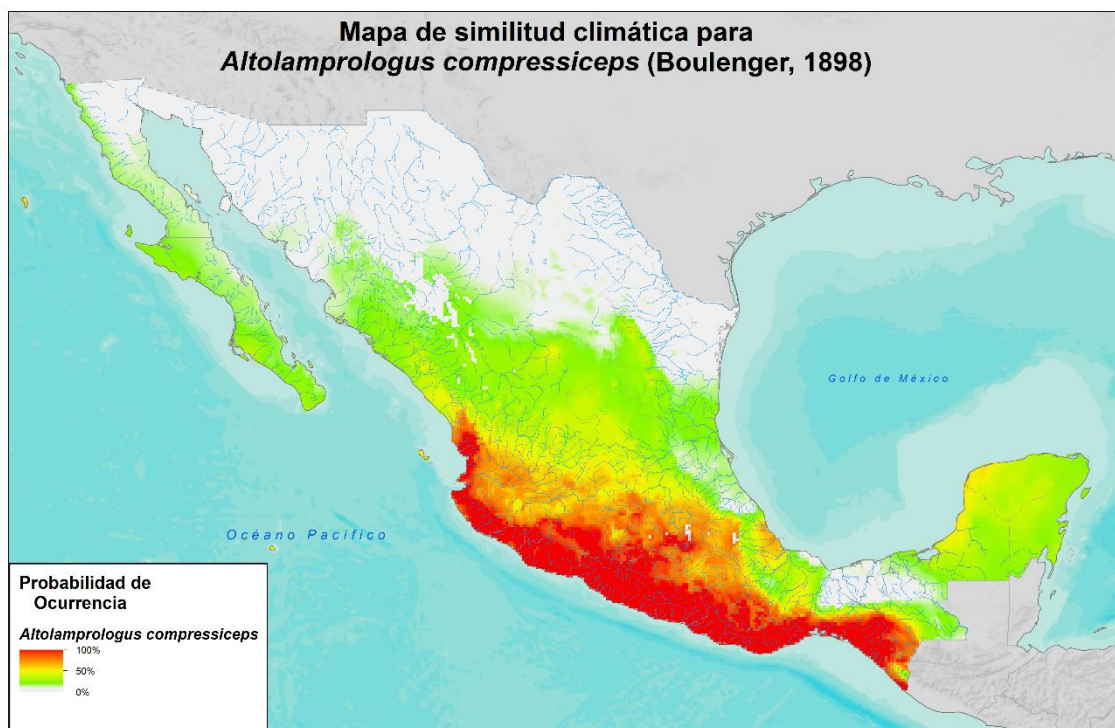 Mapa de similitud climática para
Altolamprologus compressiceps (Boulenger, 1898)
Golfo de México
Océano Pacífico
Probabilidad de
Ocurrencia
Altolamprologus compressiceps
100%
50%
0%